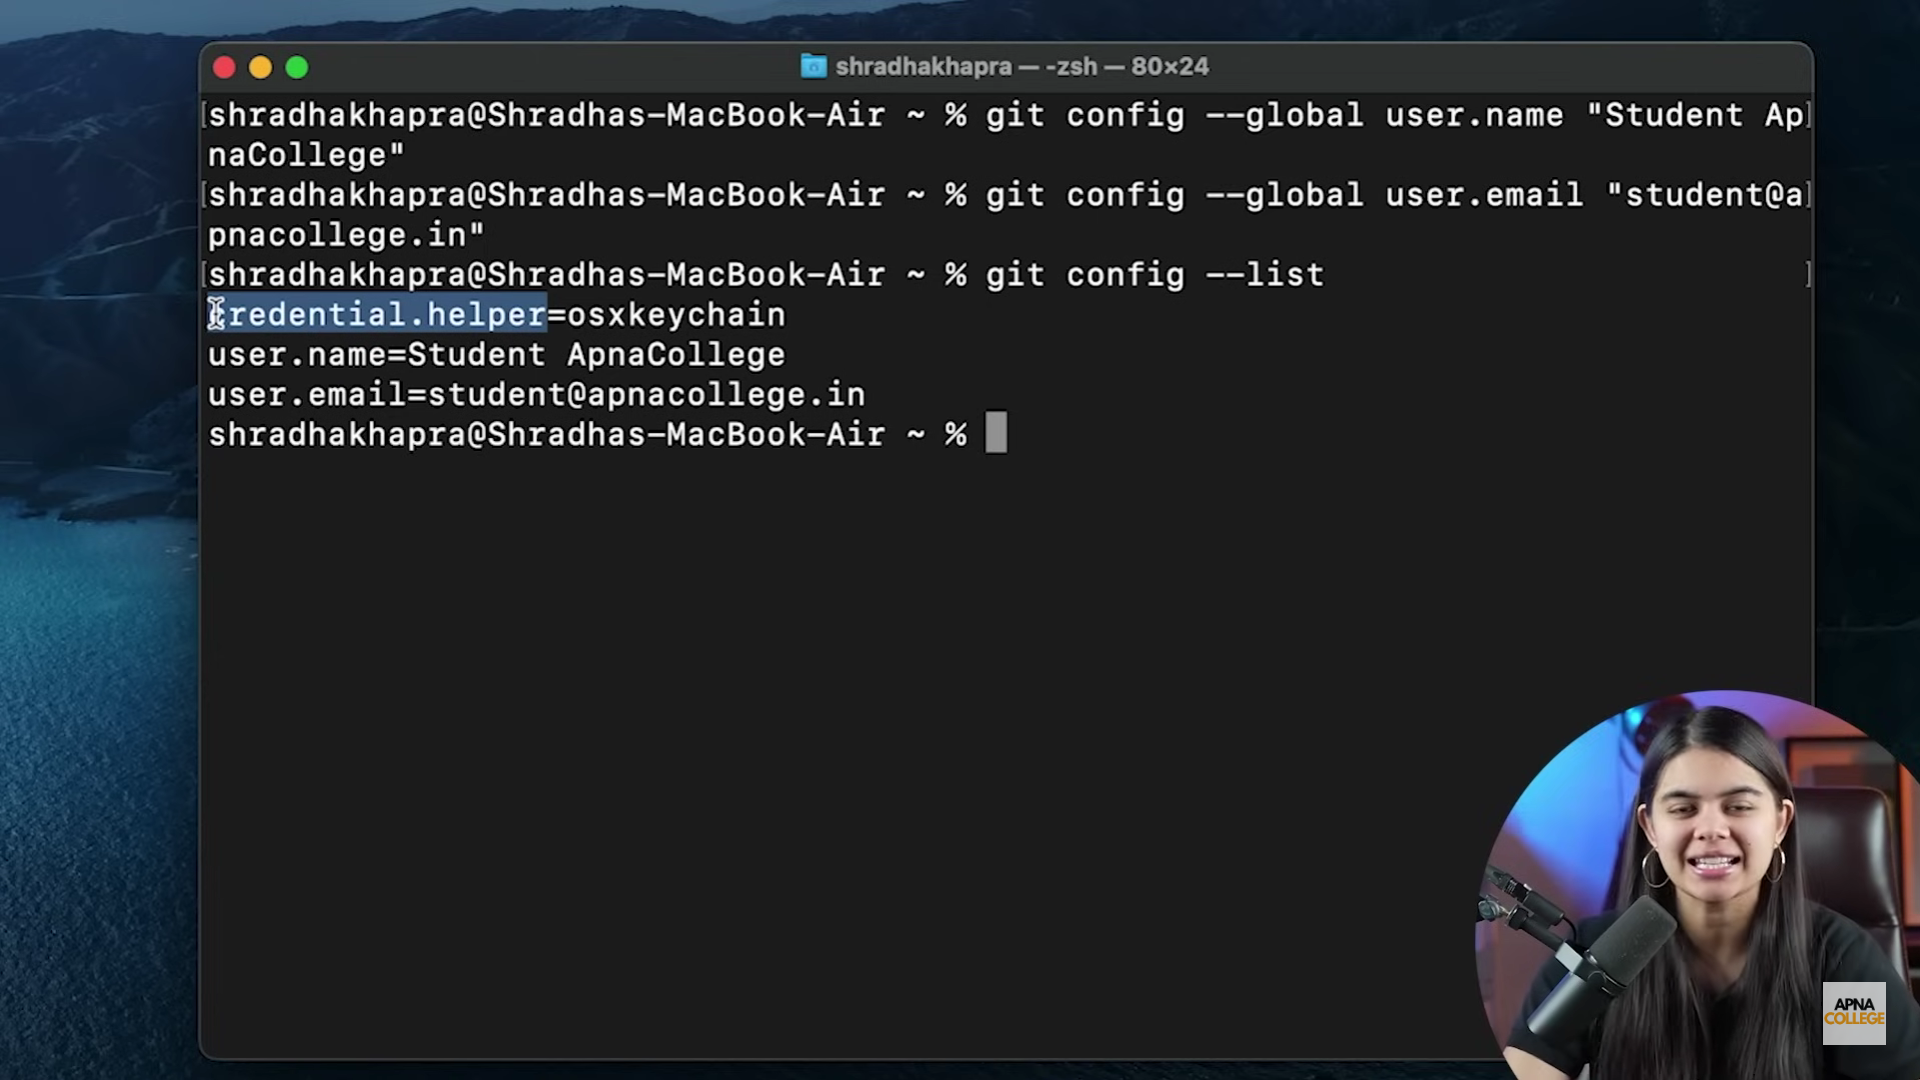 shradhakhapra — -zsh — 80×24
[shradhakhapra@Shradhas-MacBook-Air ~ % git config --global user.name "Student Ap]
naCollege"
[shradhakhapra@Shradhas-MacBook-Air ~ % git config --global user.email "student@a]
pnacollege.in"
[shradhakhapra@Shradhas-MacBook-Air ~ % git config --list ]
credential.helper=osxkeychain
user.name=Student ApnaCollege
user.email=student@apnacollege.in
shradhakhapra@Shradhas-MacBook-Air ~ %
APNA
COLLEGE